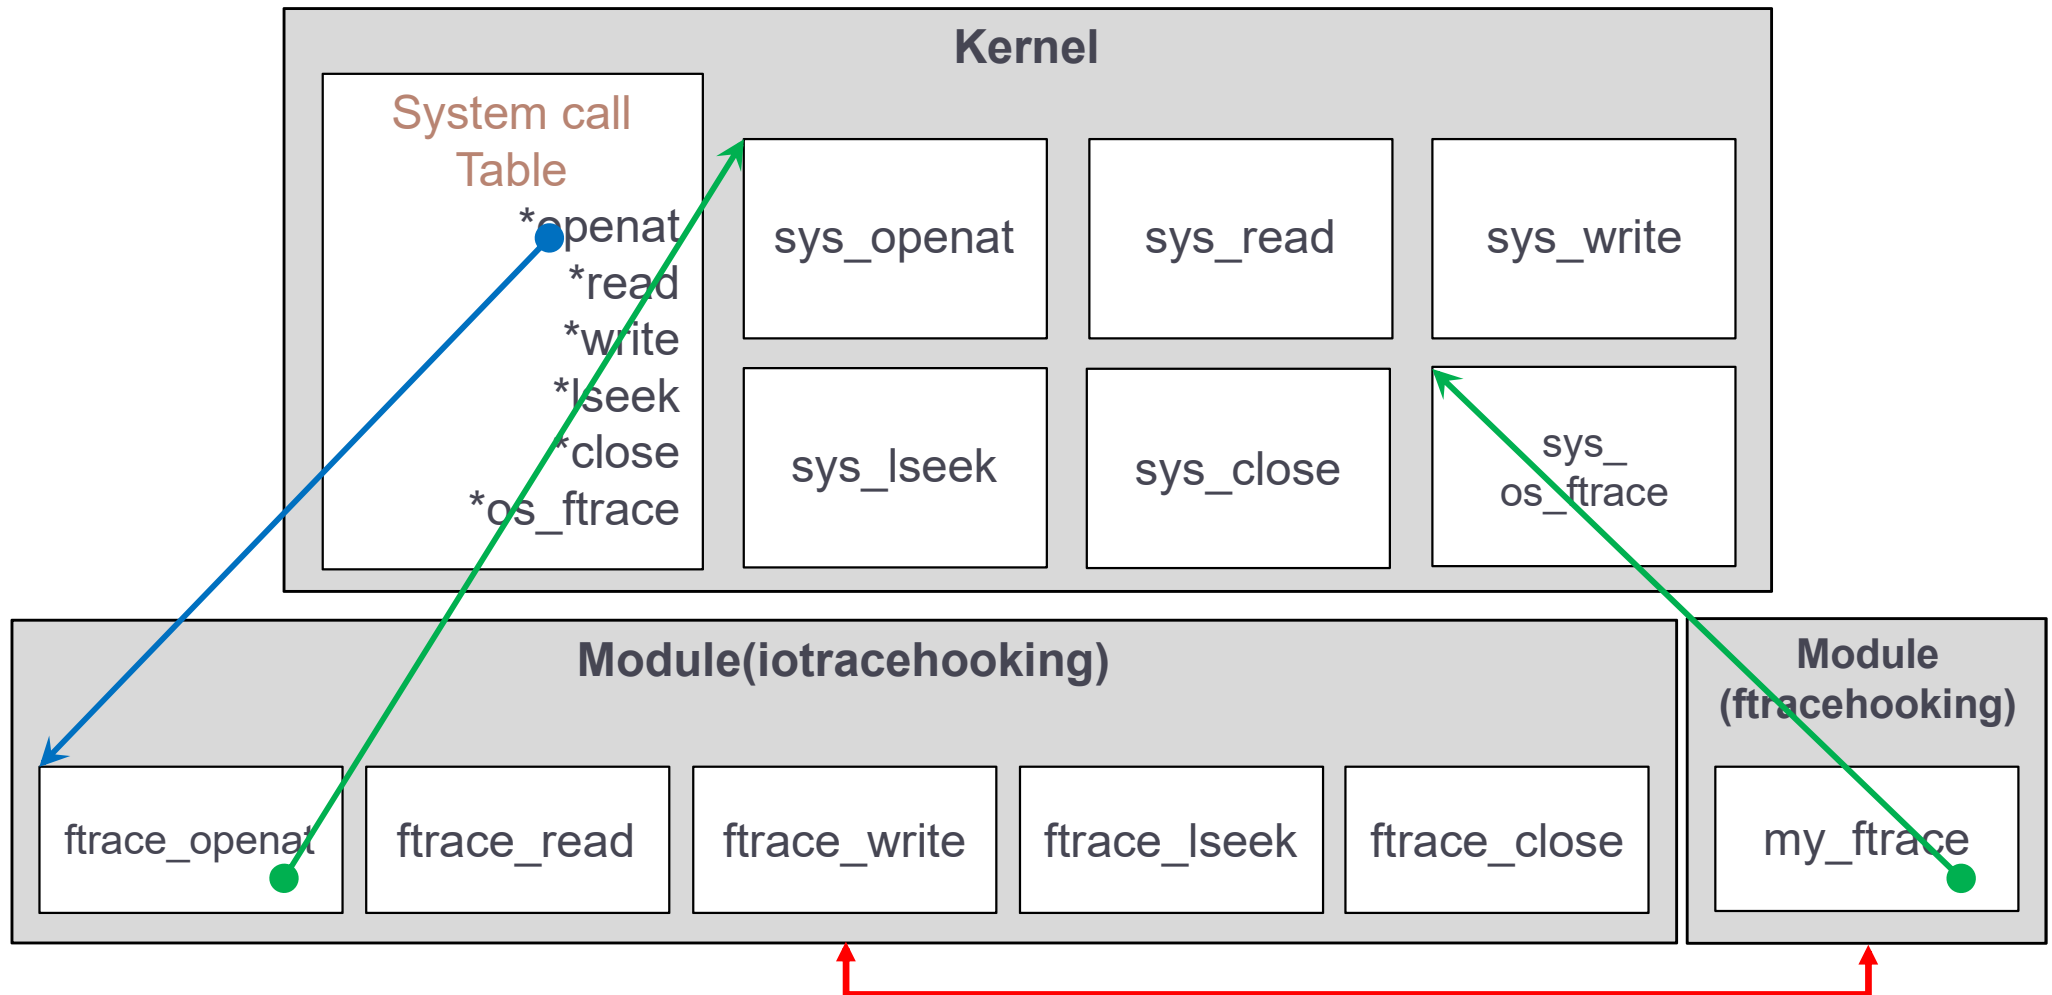 Kernel
System call
Table
*openat
*read
*write
*lseek
*close
*os_ftrace
sys_openat
sys_read
sys_write
sys_lseek
sys_close
sys_
os_ftrace
Module(iotracehooking)
ftrace_openat
ftrace_read
ftrace_write
ftrace_lseek
ftrace_close
Module
(ftracehooking)
my_ftrace